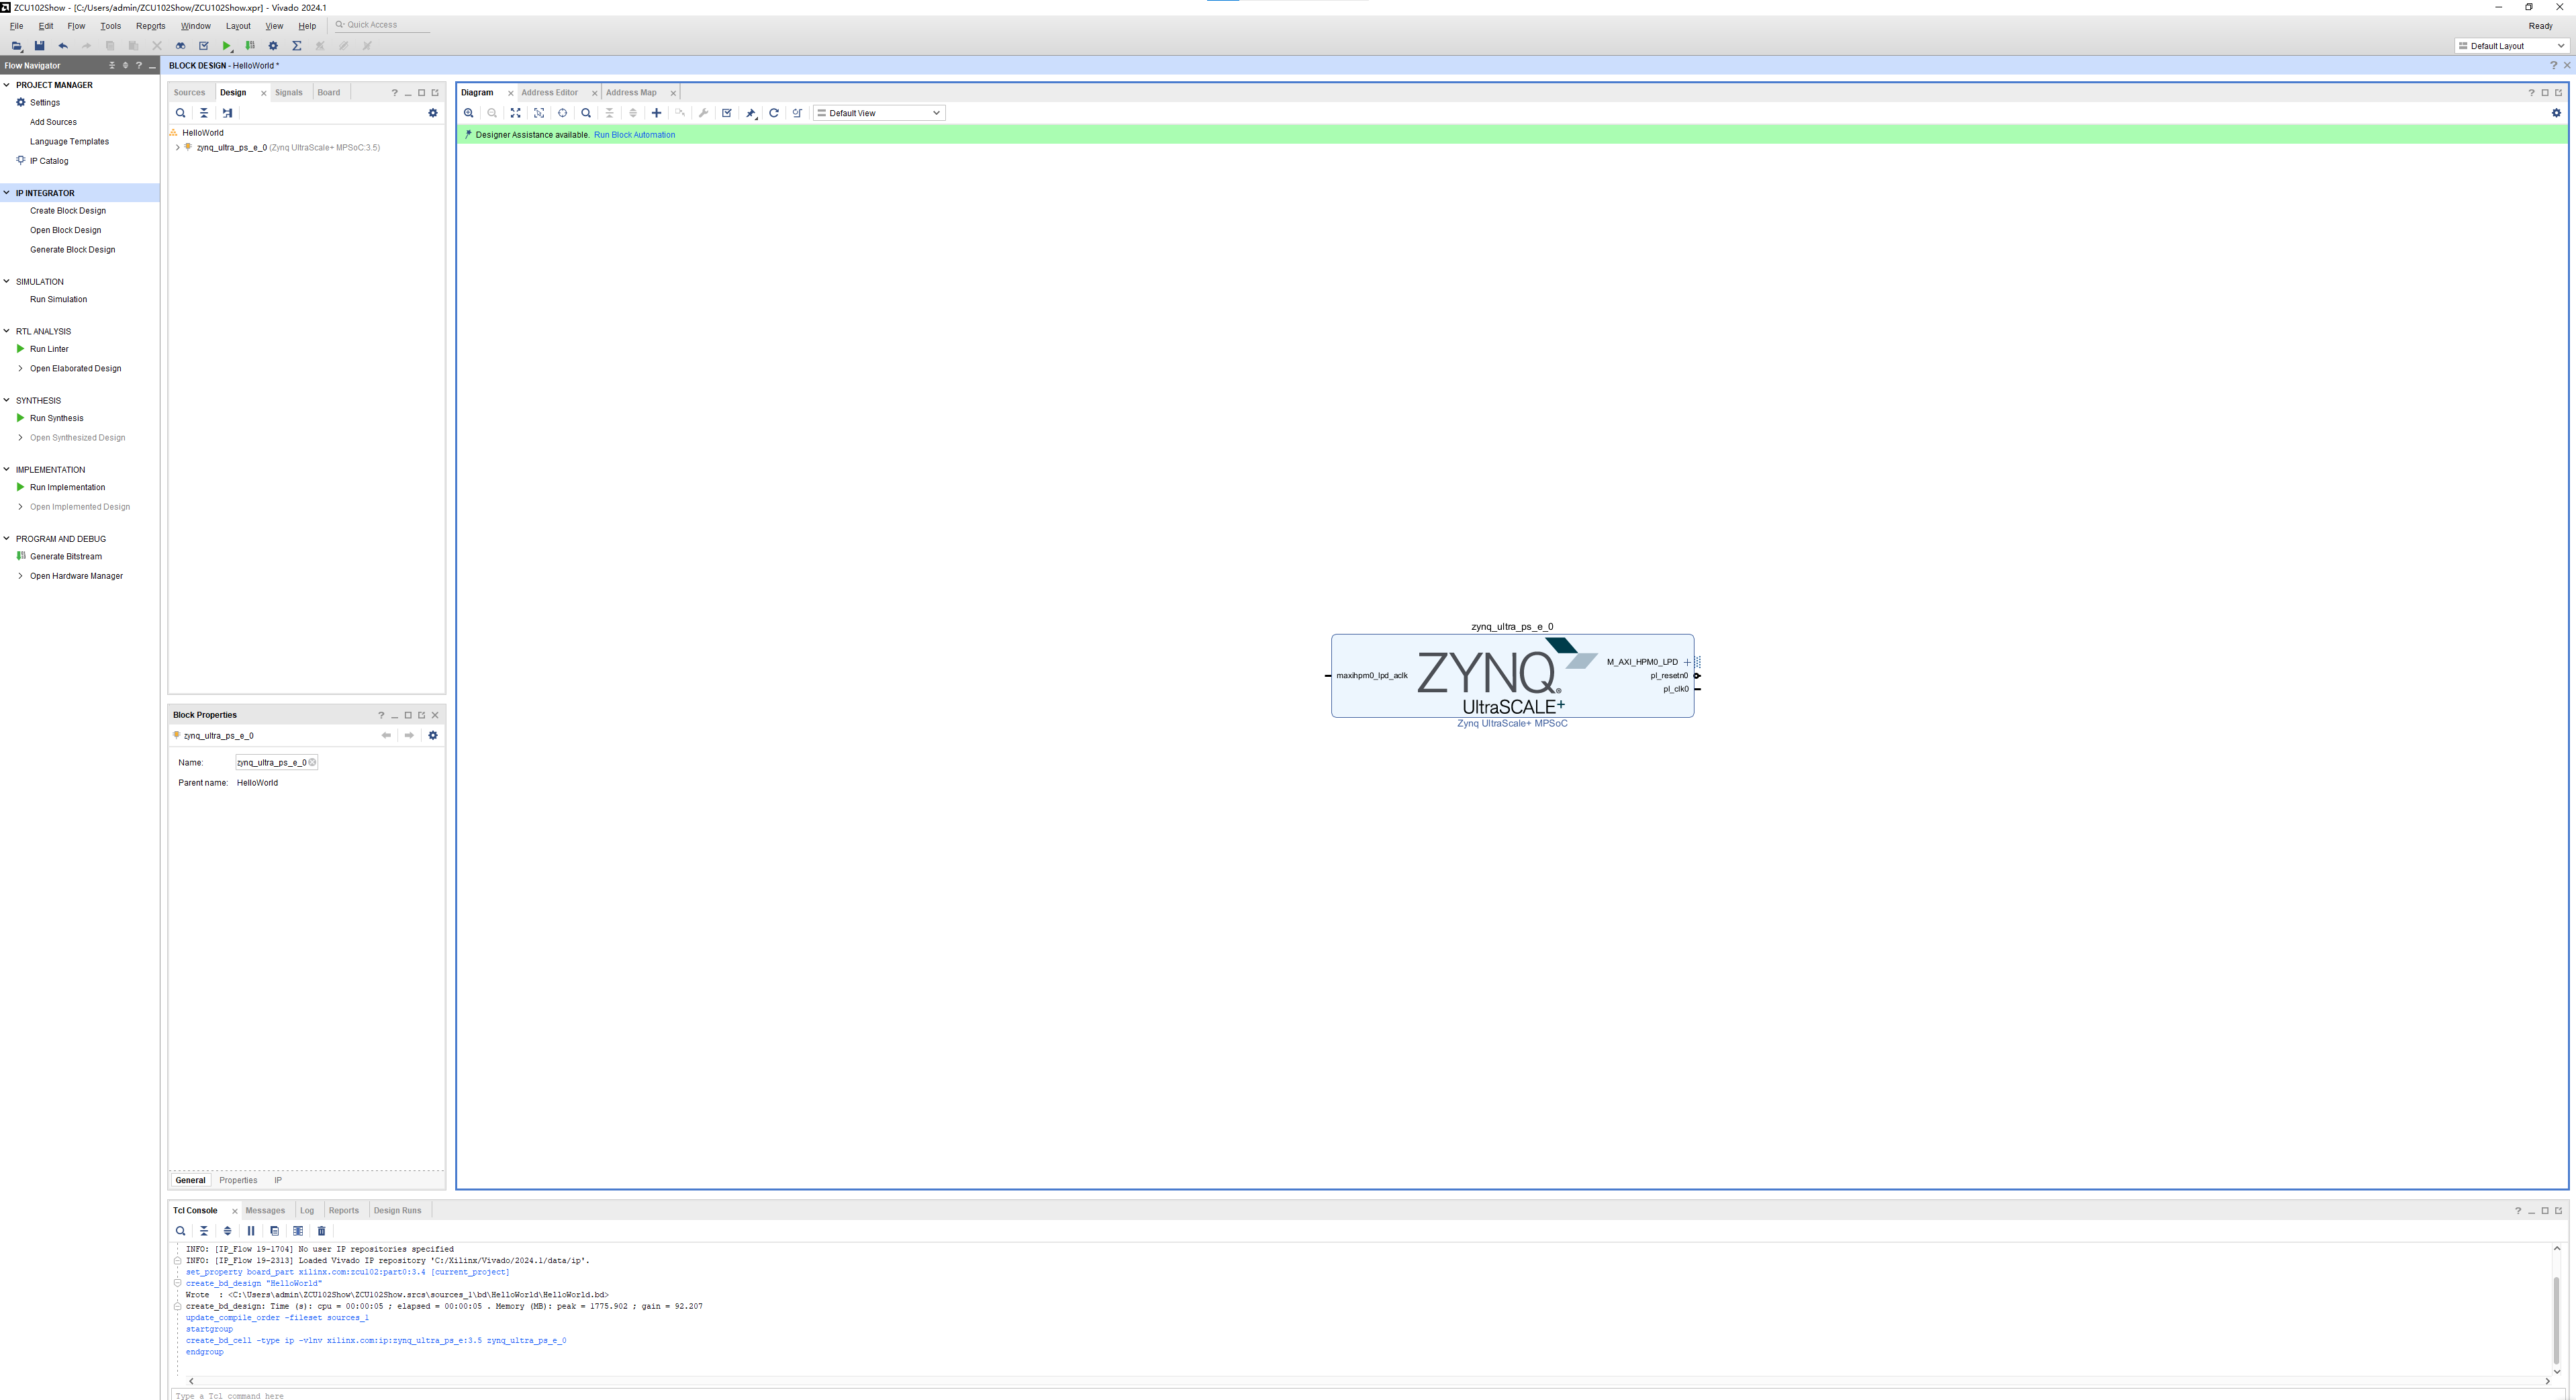 ZCU102Show - [C:/Users/admin/ZCU102Show/ZCU102Show.xpr] - Vivado 2024.1
File Edit Flow Tools Reports Window Layout View Help Quick Access
Ready
Default Layout
Flow Navigator
PROJECT MANAGER
Settings
Add Sources
Language Templates
IP Catalog
IP INTEGRATOR
Create Block Design
Open Block Design
Generate Block Design
SIMULATION
Run Simulation
RTL ANALYSIS
Run Linter
Open Elaborated Design
SYNTHESIS
Run Synthesis
Open Synthesized Design
IMPLEMENTATION
Run Implementation
Open Implemented Design
PROGRAM AND DEBUG
Generate Bitstream
Open Hardware Manager
BLOCK DESIGN - HelloWorld *
Sources Design Signals Board
HelloWorld
zynq_ultra_ps_e_0 (Zynq UltraScale+ MPSoC:3.5)
Block Properties
zynq_ultra_ps_e_0
Name: zynq_ultra_ps_e_0
Parent name: HelloWorld
General Properties IP
Diagram Address Editor Address Map
Default View
Designer Assistance available. Run Block Automation
zynq_ultra_ps_e_0
maxihpm0_lpd_aclk
ZYNQ®
UltraSCALE+
M_AXI_HPM0_LPD
pl_resetn0
pl_clk0
Zynq UltraScale+ MPSoC
Tcl Console Messages Log Reports Design Runs
INFO: [IP_Flow 19-1704] No user IP repositories specified
INFO: [IP_Flow 19-2313] Loaded Vivado IP repository 'C:/Xilinx/Vivado/2024.1/data/ip'.
set_property board_part xilinx.com:zcu102:part0:3.4 [current_project]
create_bd_design "HelloWorld"
Wrote  : <C:\Users\admin\ZCU102Show\ZCU102Show.srcs\sources_1\bd\HelloWorld\HelloWorld.bd>
create_bd_design: Time (s): cpu = 00:00:05 ; elapsed = 00:00:05 . Memory (MB): peak = 1775.902 ; gain = 92.207
update_compile_order -fileset sources_1
startgroup
create_bd_cell -type ip -vlnv xilinx.com:ip:zynq_ultra_ps_e:3.5 zynq_ultra_ps_e_0
endgroup
Type a Tcl command here